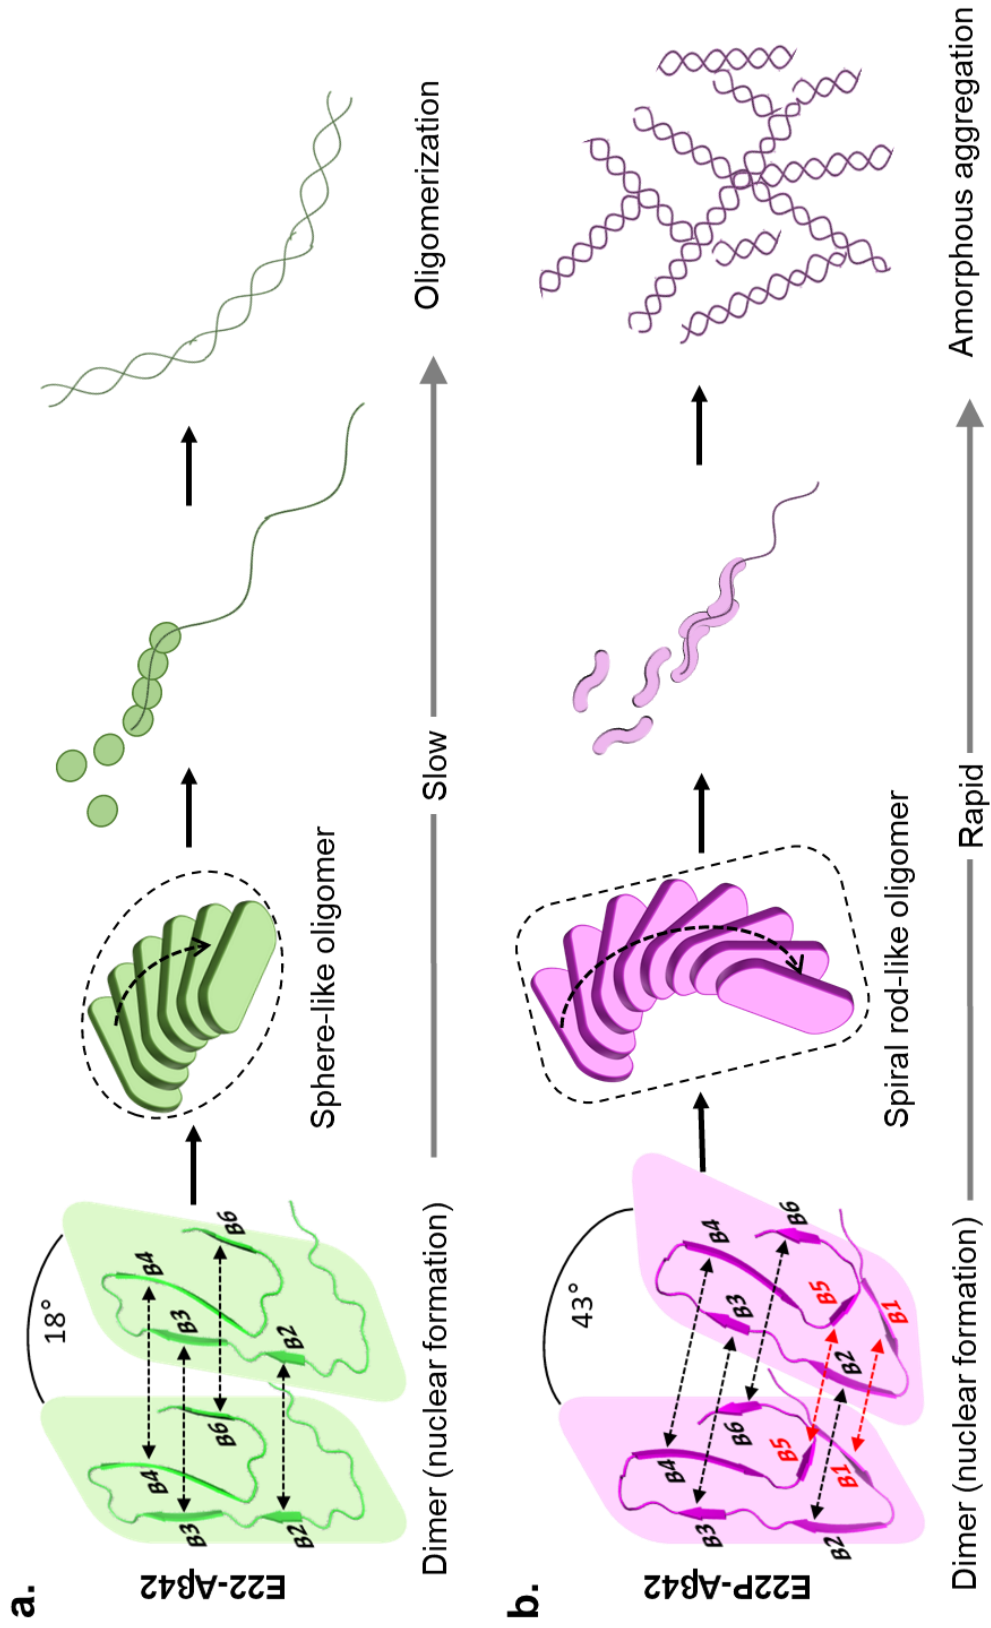 a.
E22-Aβ42
18°
B4
B3
B6
B2
B4
B3
B6
B2
Dimer (nuclear formation)
Sphere-like oligomer
Slow
Oligomerization
b.
E22P-Aβ42
43°
B4
B3
B6
B5
B1
B2
B4
B3
B6
B5
B1
B2
Dimer (nuclear formation)
Spiral rod-like oligomer
Rapid
Amorphous aggregation